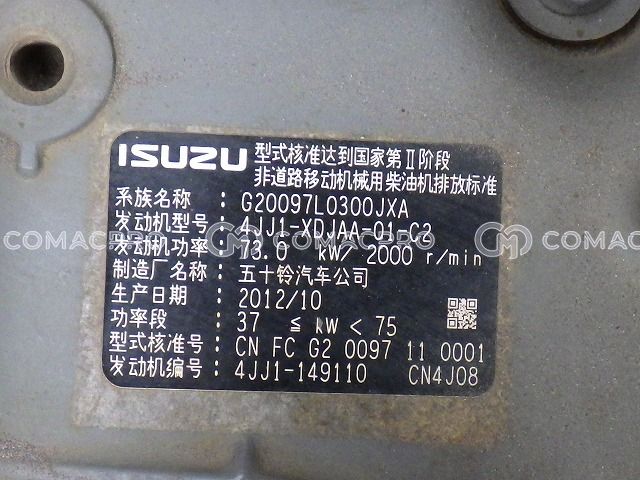 ISUZU 型式核准达到国家第Ⅱ阶段
非道路移动机械用柴油机排放标准
系族名称 : G20097L0300JXA
发动机型号: 4JJ1-XDJAA-01-C2
发动机功率: 73.0 kW/ 2000 r/min
制造厂名称: 五十铃汽车公司
生产日期 : 2012/10
功率段 : 37 ≤ kW < 75
型式核准号: CN FC G2 0097 11 0001
发动机编号: 4JJ1-149110 CN4J08
COMACPRO
COMACPRO
COMACPRO
COMACPRO